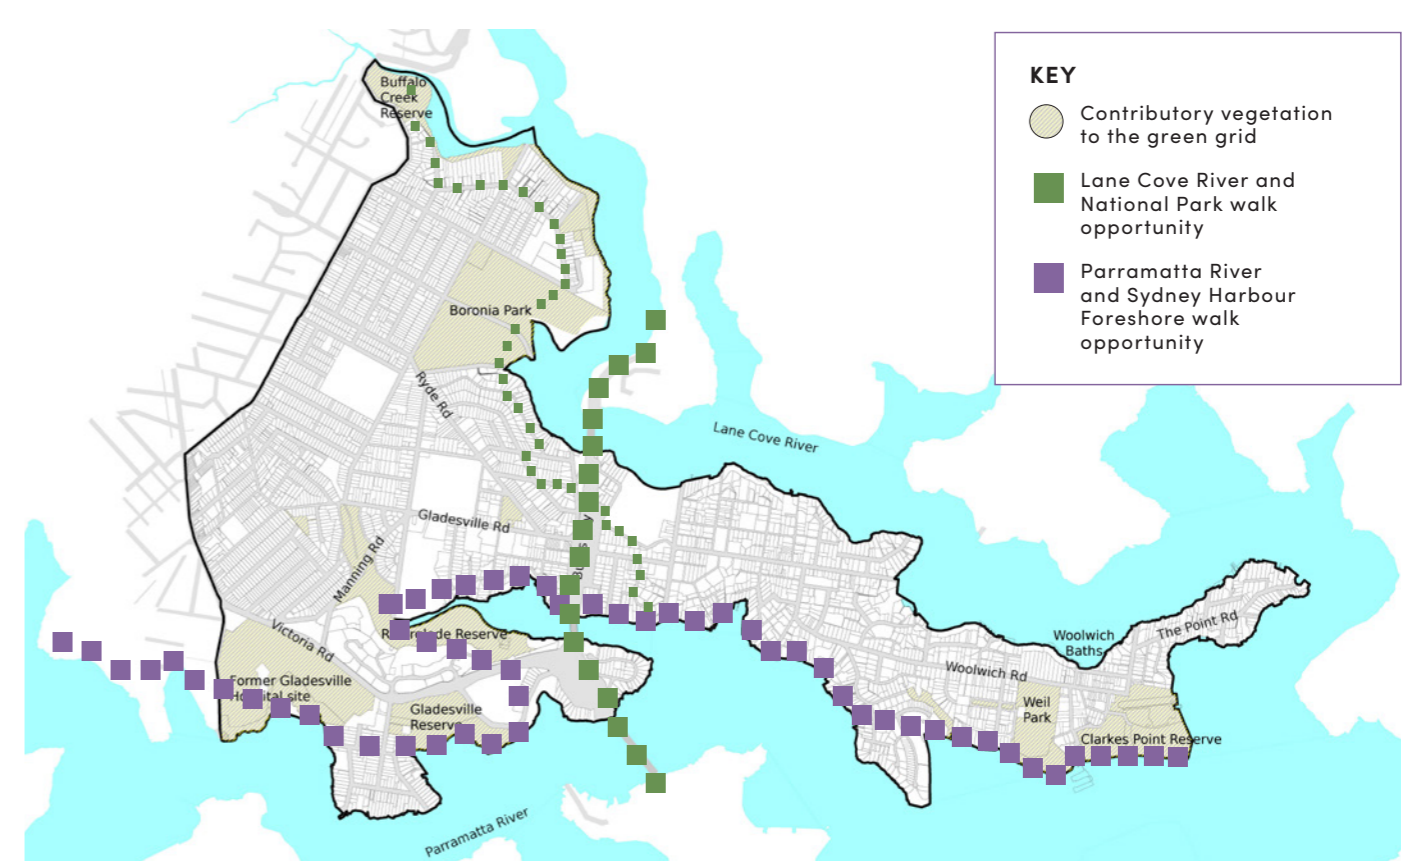 KEY
Contributory vegetation
to the green grid
Lane Cove River and
National Park walk
opportunity
Parramatta River
and Sydney Harbour
Foreshore walk
opportunity
Buffalo
Creek
Reserve
Boronia Park
Ryde Rd
Lane Cove River
Gladesville Rd
Manning Rd
Victoria Rd
Reserve
Former Gladesville
site
Gladesville
Reserve
Parramatta River
Woolwich
Baths
The Point Rd
Woolwich Rd
Weil
Park
Clarkes Point Reserve